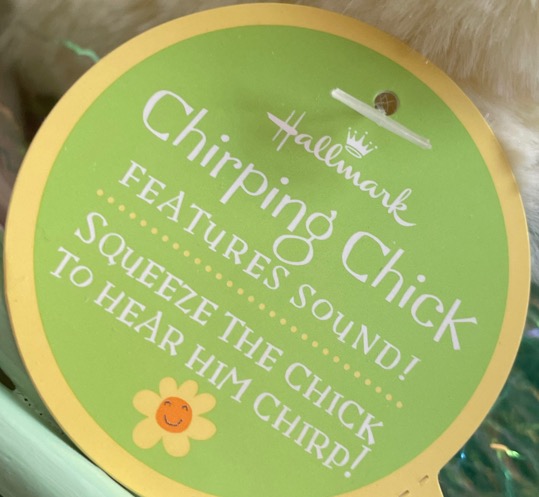 Hallmark
Chirping Chick
FEATURES SOUND!
SQUEEZE THE CHICK
TO HEAR HIM CHIRP!